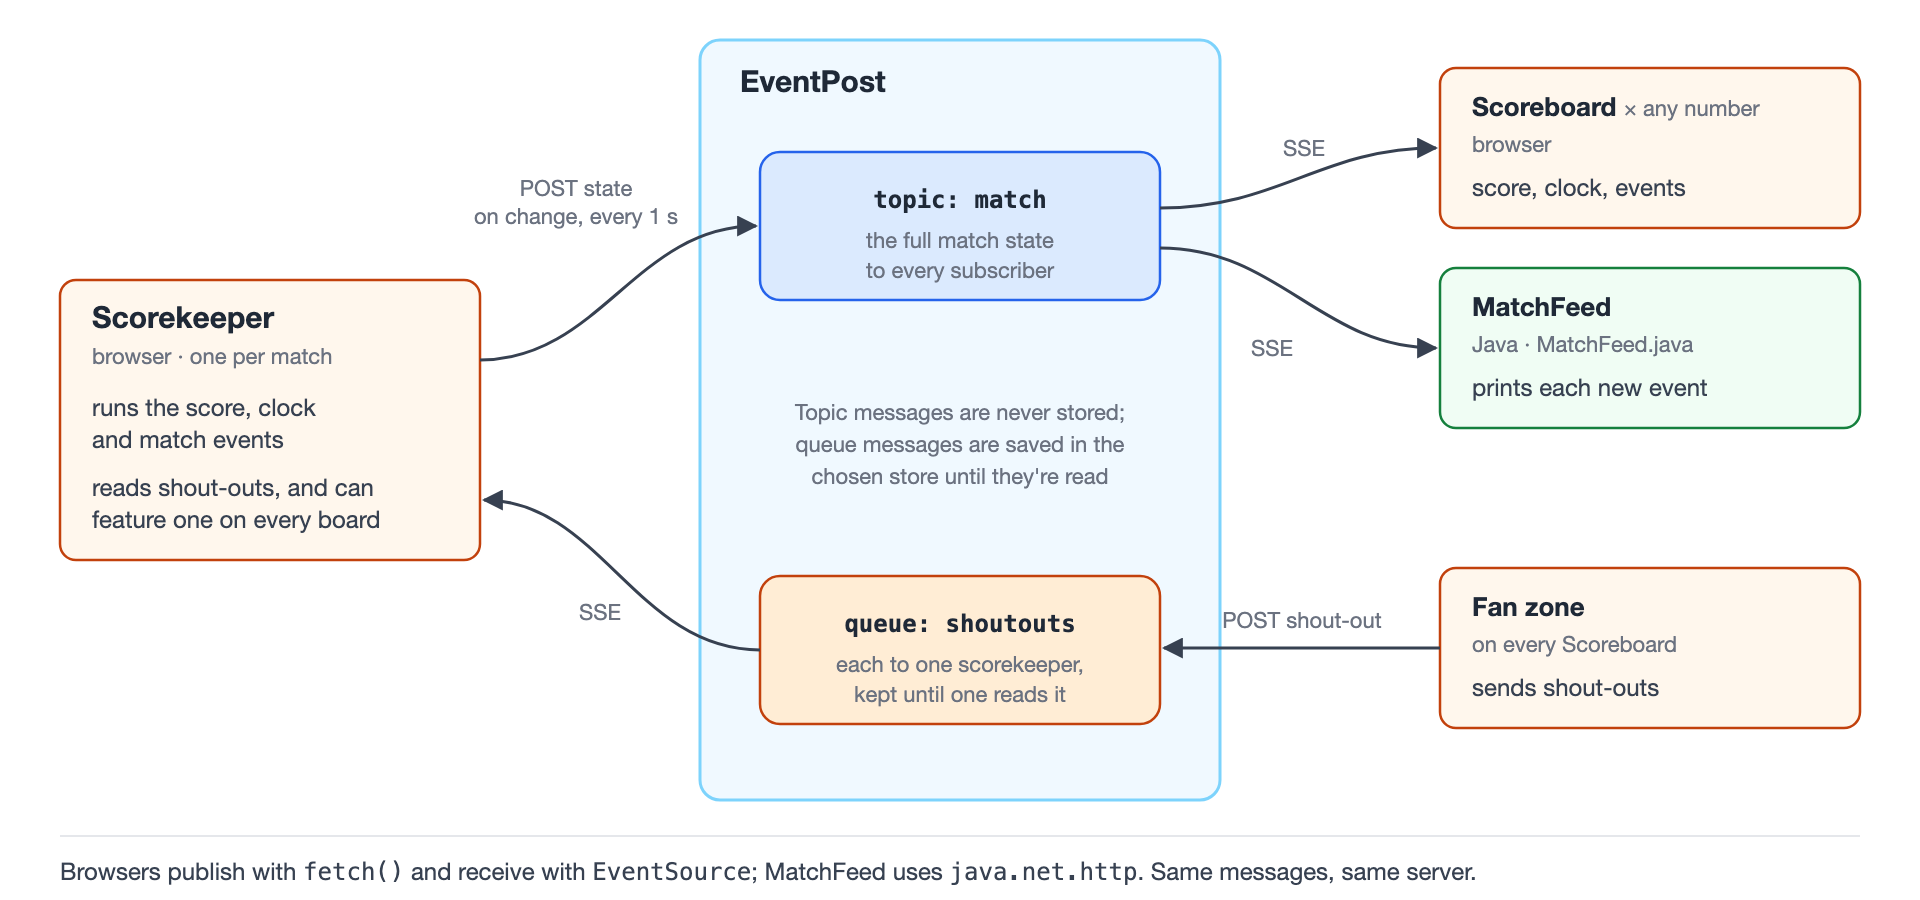 EventPost
Scorekeeper
browser · one per match
runs the score, clock
and match events
reads shout-outs, and can
feature one on every board
POST state
on change, every 1 s
topic: match
the full match state
to every subscriber
Topic messages are never stored;
queue messages are saved in the
chosen store until they're read
SSE
queue: shoutouts
each to one scorekeeper,
kept until one reads it
SSE
Scoreboard × any number
browser
score, clock, events
SSE
MatchFeed
Java · MatchFeed.java
prints each new event
POST shout-out
Fan zone
on every Scoreboard
sends shout-outs
Browsers publish with fetch() and receive with EventSource; MatchFeed uses java.net.http. Same messages, same server.